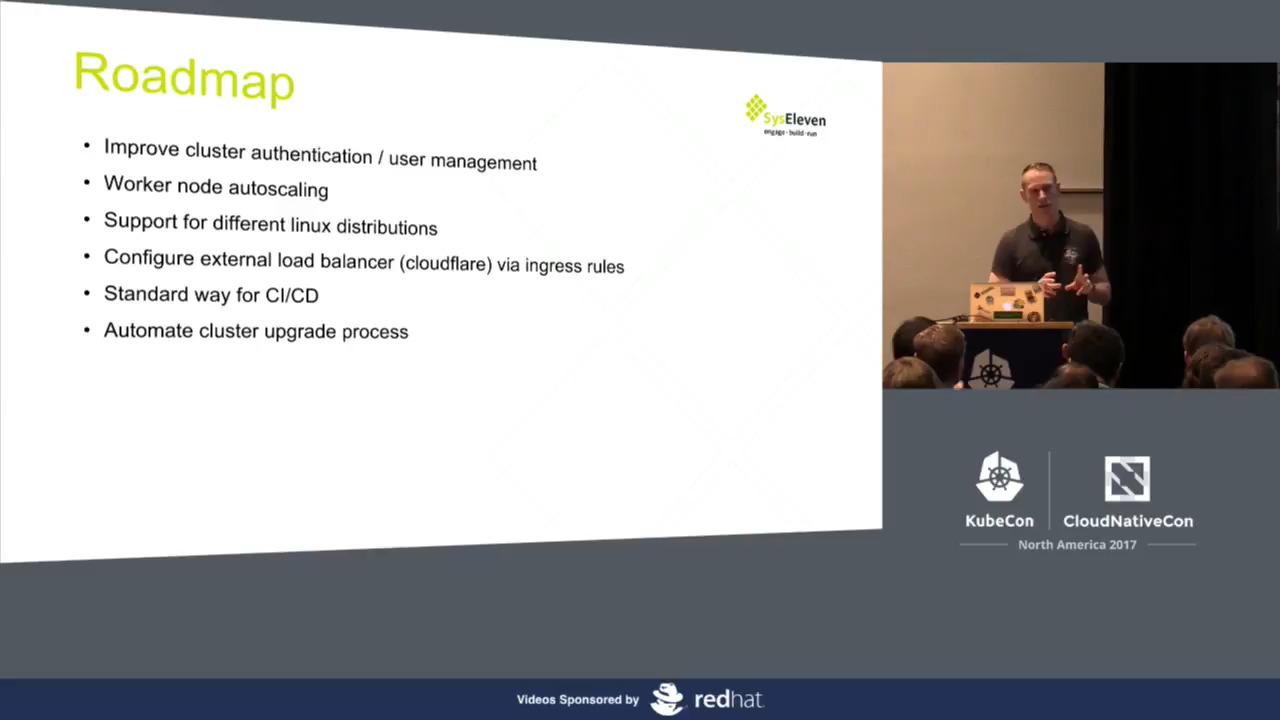 Roadmap
SysEleven
engage · build · run
• Improve cluster authentication / user management
• Worker node autoscaling
• Support for different linux distributions
• Configure external load balancer (cloudflare) via ingress rules
• Standard way for CI/CD
• Automate cluster upgrade process
KubeCon
CloudNativeCon
North America 2017
Videos Sponsored by
redhat.